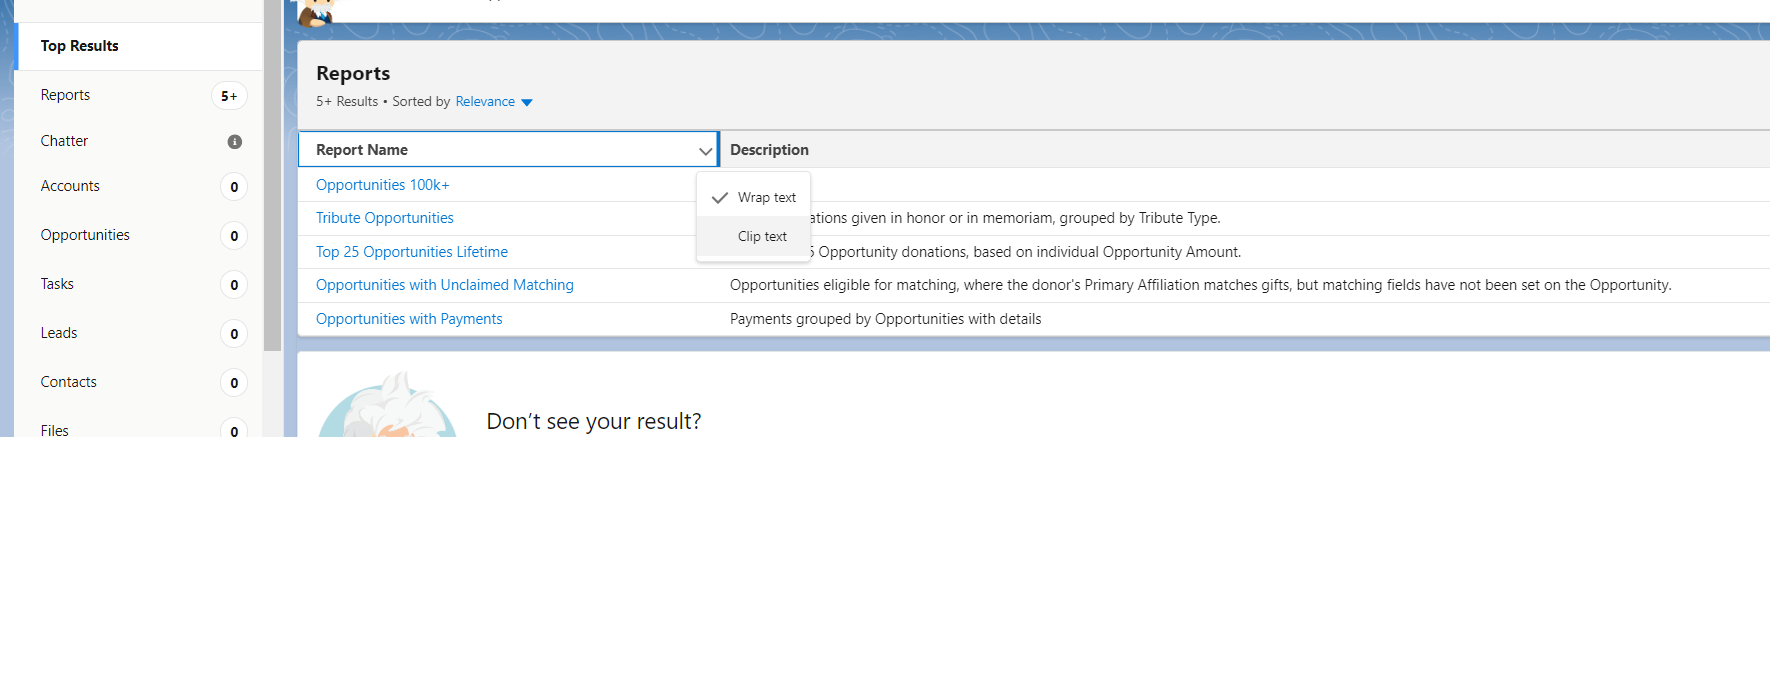 Top Results
Reports 5+
Chatter
Accounts 0
Opportunities 0
Tasks 0
Leads 0
Contacts 0
Files 0
Reports
5+ Results • Sorted by Relevance
Report Name Description
Opportunities 100k+
Wrap text
Tribute Opportunities ations given in honor or in memoriam, grouped by Tribute Type.
Clip text
Top 25 Opportunities Lifetime Opportunity donations, based on individual Opportunity Amount.
Opportunities with Unclaimed Matching Opportunities eligible for matching, where the donor's Primary Affiliation matches gifts, but matching fields have not been set on the Opportunity.
Opportunities with Payments Payments grouped by Opportunities with details
Don’t see your result?